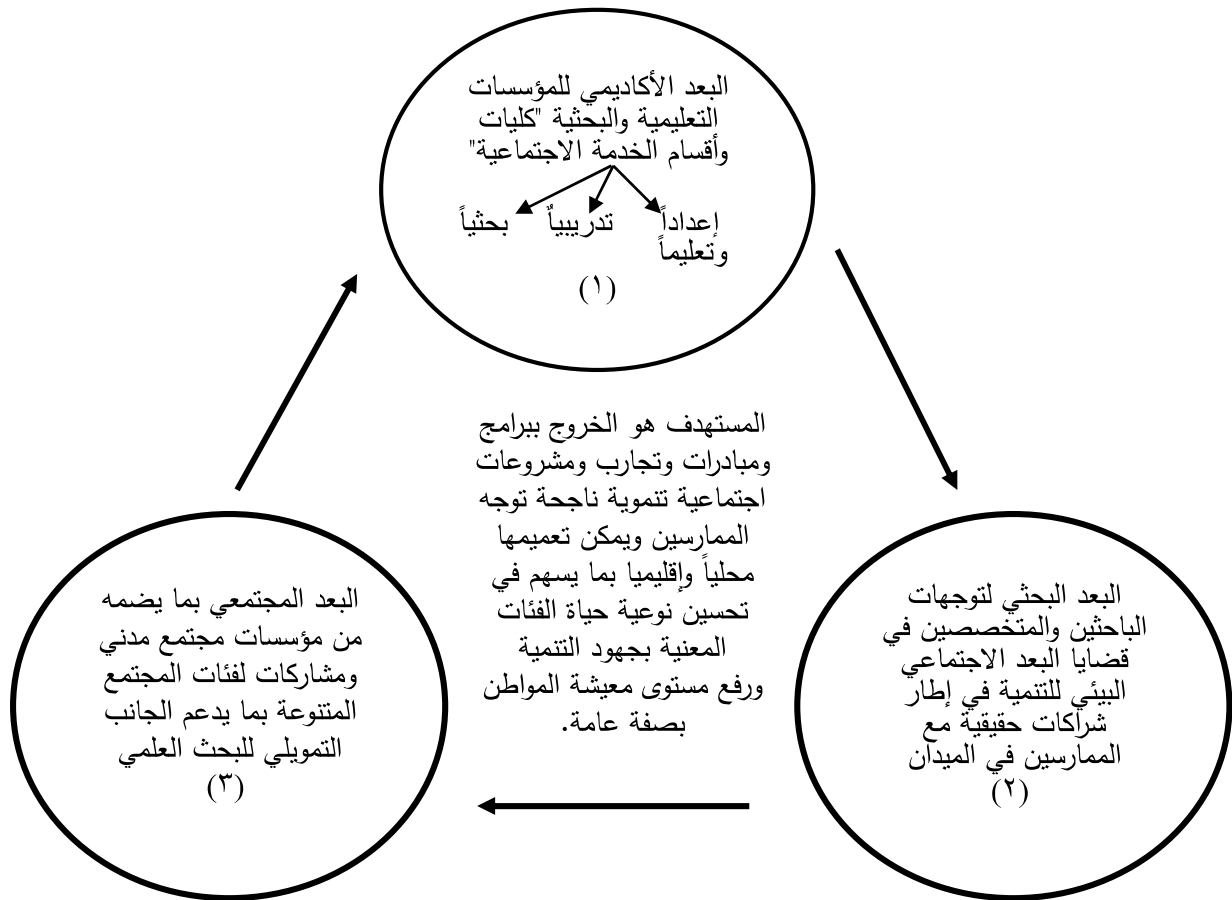 البعد الأكاديمي للمؤسسات
التعليمية والبحثية "كليات
وأقسام الخدمة الاجتماعية"
إعداداً تدريبياٌ بحثياً
وتعليماً
(١)
المستهدف هو الخروج ببرامج
ومبادرات وتجارب ومشروعات
اجتماعية تنموية ناجحة توجه
الممارسين ويمكن تعميمها
محلياً وإقليميا بما يسهم في
تحسين نوعية حياة الفئات
المعنية بجهود التنمية
ورفع مستوى معيشة المواطن
بصفة عامة.
البعد البحثي لتوجهات
الباحثين والمتخصصين في
قضايا البعد الاجتماعي
البيئي للتنمية في إطار
شراكات حقيقية مع
الممارسين في الميدان
(٢)
البعد المجتمعي بما يضمه
من مؤسسات مجتمع مدني
ومشاركات لفئات المجتمع
المتنوعة بما يدعم الجانب
التمويلي للبحث العلمي
(٣)